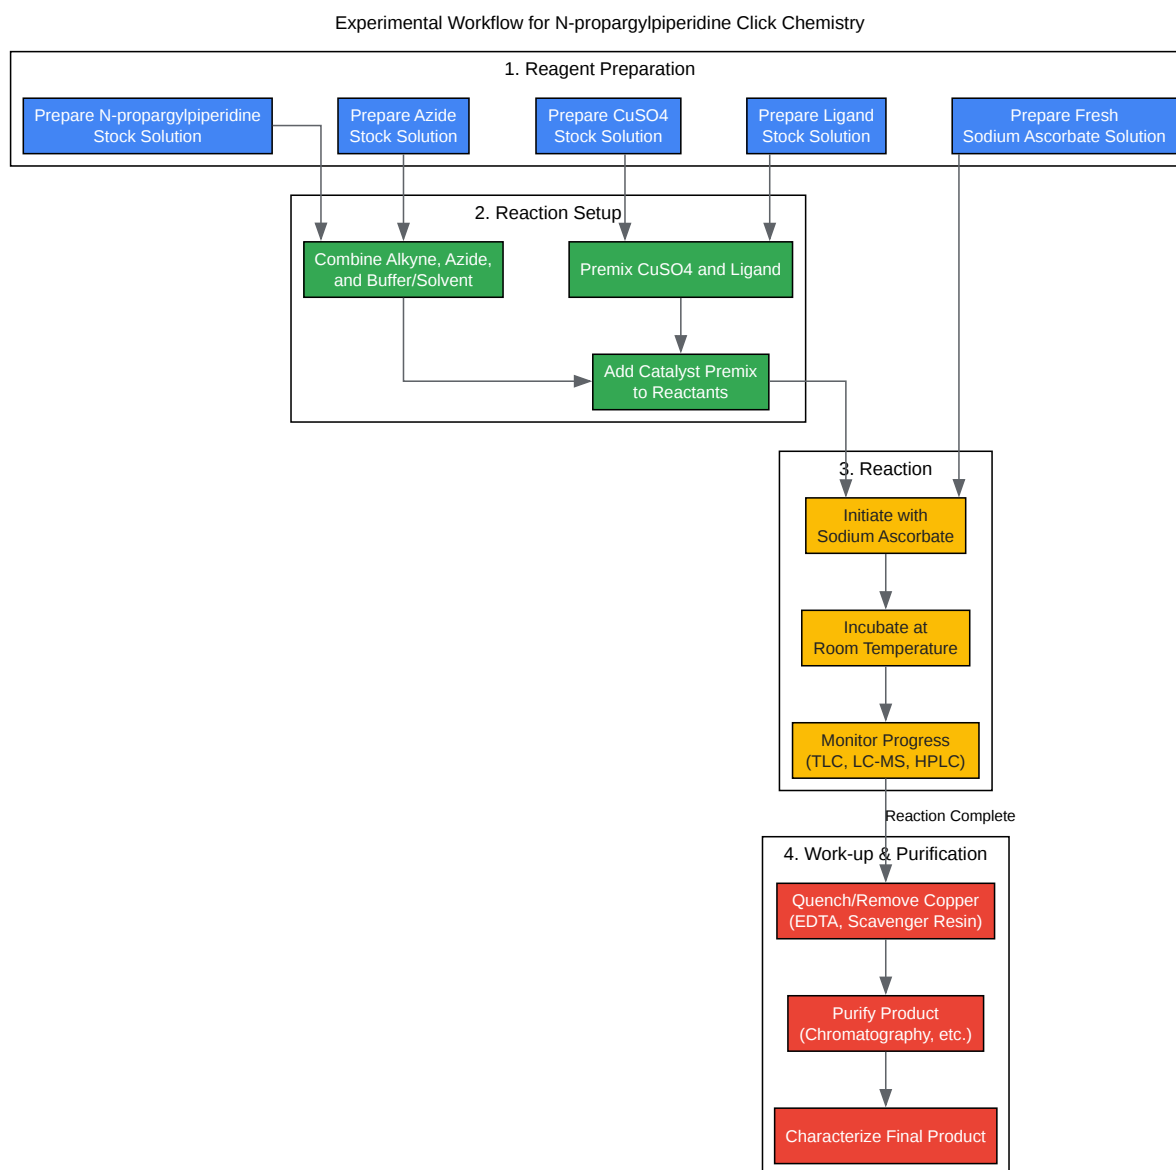 Experimental Workflow for N-propargylpiperidine Click Chemistry
1. Reagent Preparation
Prepare N-propargylpiperidine
Stock Solution
Prepare Azide
Stock Solution
Prepare CuSO4
Stock Solution
Prepare Ligand
Stock Solution
Prepare Fresh
Sodium Ascorbate Solution
2. Reaction Setup
Combine Alkyne, Azide,
and Buffer/Solvent
Premix CuSO4 and Ligand
Add Catalyst Premix
to Reactants
3. Reaction
Initiate with
Sodium Ascorbate
Incubate at
Room Temperature
Monitor Progress
(TLC, LC-MS, HPLC)
Reaction Complete
4. Work-up & Purification
Quench/Remove Copper
(EDTA, Scavenger Resin)
Purify Product
(Chromatography, etc.)
Characterize Final Product